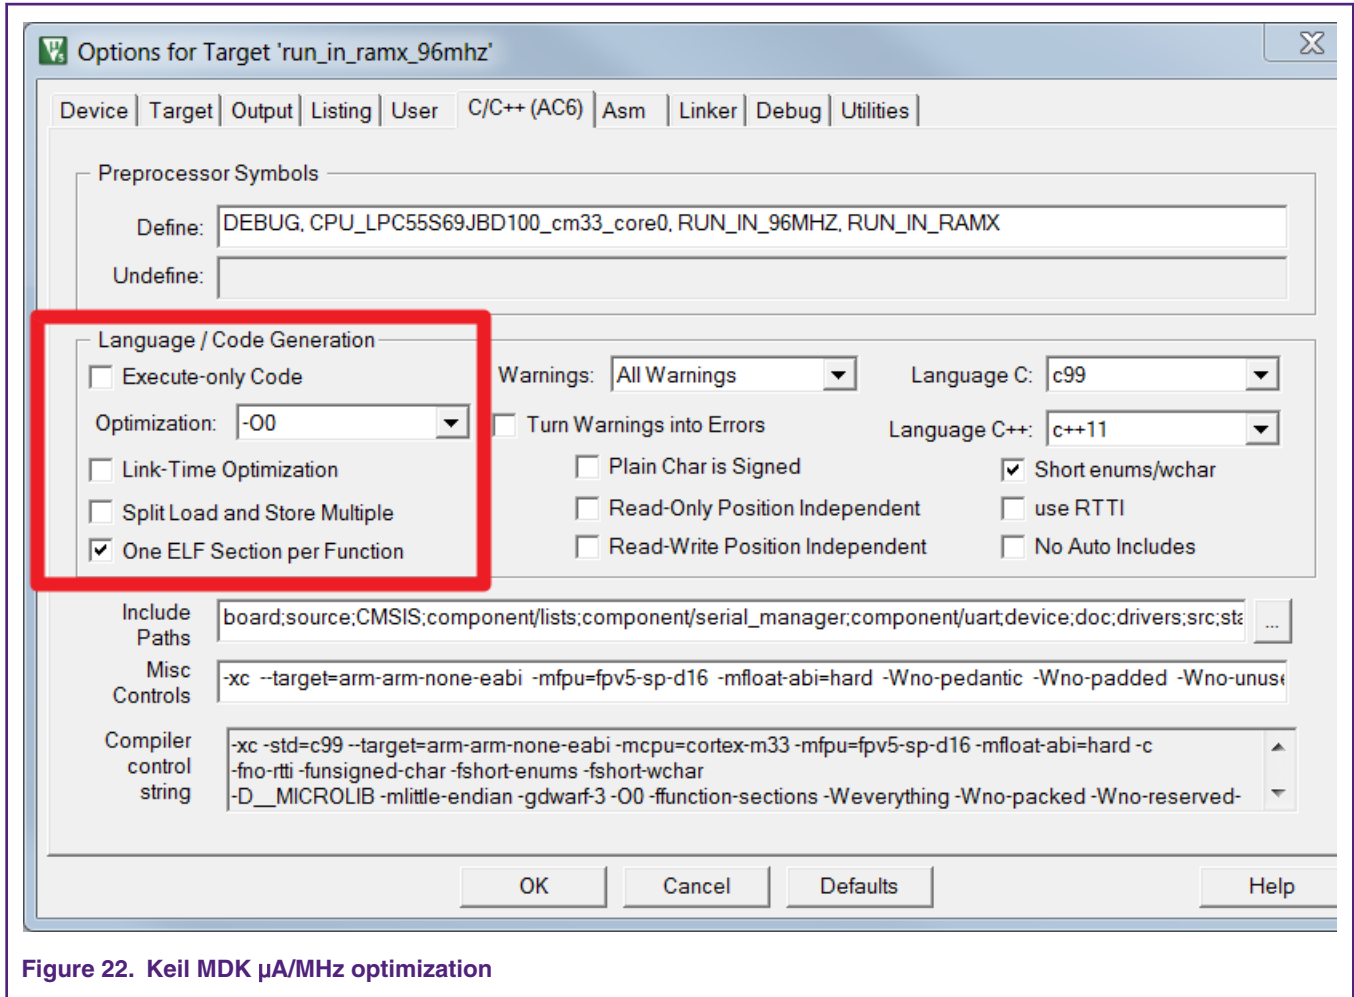 Options for Target 'run_in_ramx_96mhz'
Device Target Output Listing User C/C++ (AC6) Asm Linker Debug Utilities
Preprocessor Symbols
Define: DEBUG, CPU_LPC55S69JBD100_cm33_core0, RUN_IN_96MHZ, RUN_IN_RAMX
Undefine:
Language / Code Generation
Execute-only Code Warnings: All Warnings Language C: c99
Optimization: -O0 Turn Warnings into Errors Language C++: c++11
Link-Time Optimization Plain Char is Signed Short enums/wchar
Split Load and Store Multiple Read-Only Position Independent use RTTI
One ELF Section per Function Read-Write Position Independent No Auto Includes
Include Paths board;source;CMSIS;component/lists;component/serial_manager;component/uart;device;doc;drivers;src;sta ...
Misc Controls -xc --target=arm-arm-none-eabi -mfpu=fpv5-sp-d16 -mfloat-abi=hard -Wno-pedantic -Wno-padded -Wno-unuse
Compiler control string -xc -std=c99 --target=arm-arm-none-eabi -mcpu=cortex-m33 -mfpu=fpv5-sp-d16 -mfloat-abi=hard -c
-fno-rtti -funsigned-char -fshort-enums -fshort-wchar
-D__MICROLIB -mlittle-endian -gdwarf-3 -O0 -ffunction-sections -Weverything -Wno-packed -Wno-reserved-
OK Cancel Defaults Help
Figure 22. Keil MDK µA/MHz optimization